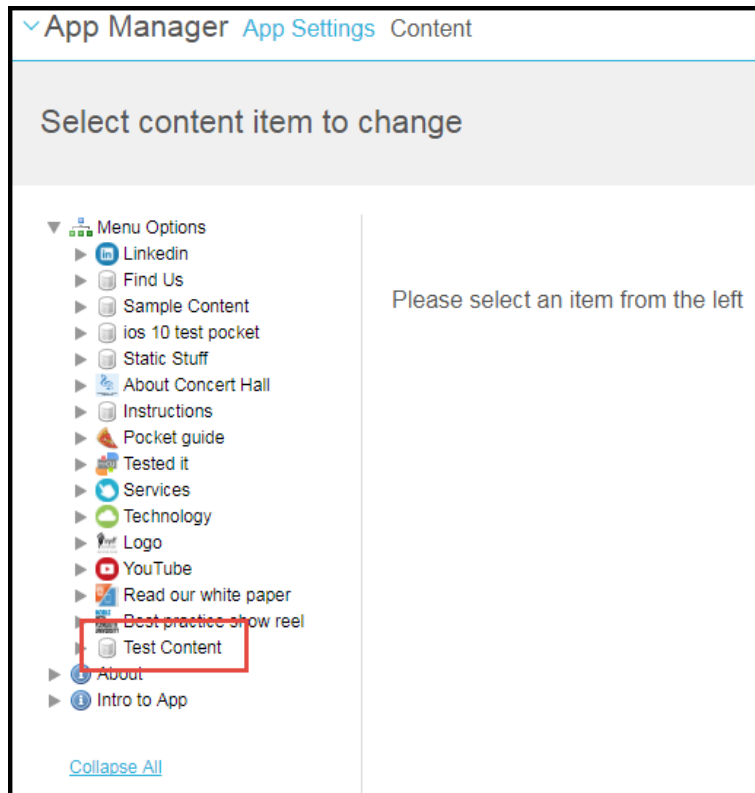 App Manager App Settings Content
Select content item to change
Menu Options
Linkedin
Find Us
Sample Content
Please select an item from the left
ios 10 test pocket
Static Stuff
About Concert Hall
Instructions
Pocket guide
Tested it
Services
Technology
Logo
YouTube
Read our white paper
Best practice show reel
Test Content
About
Intro to App
Collapse All